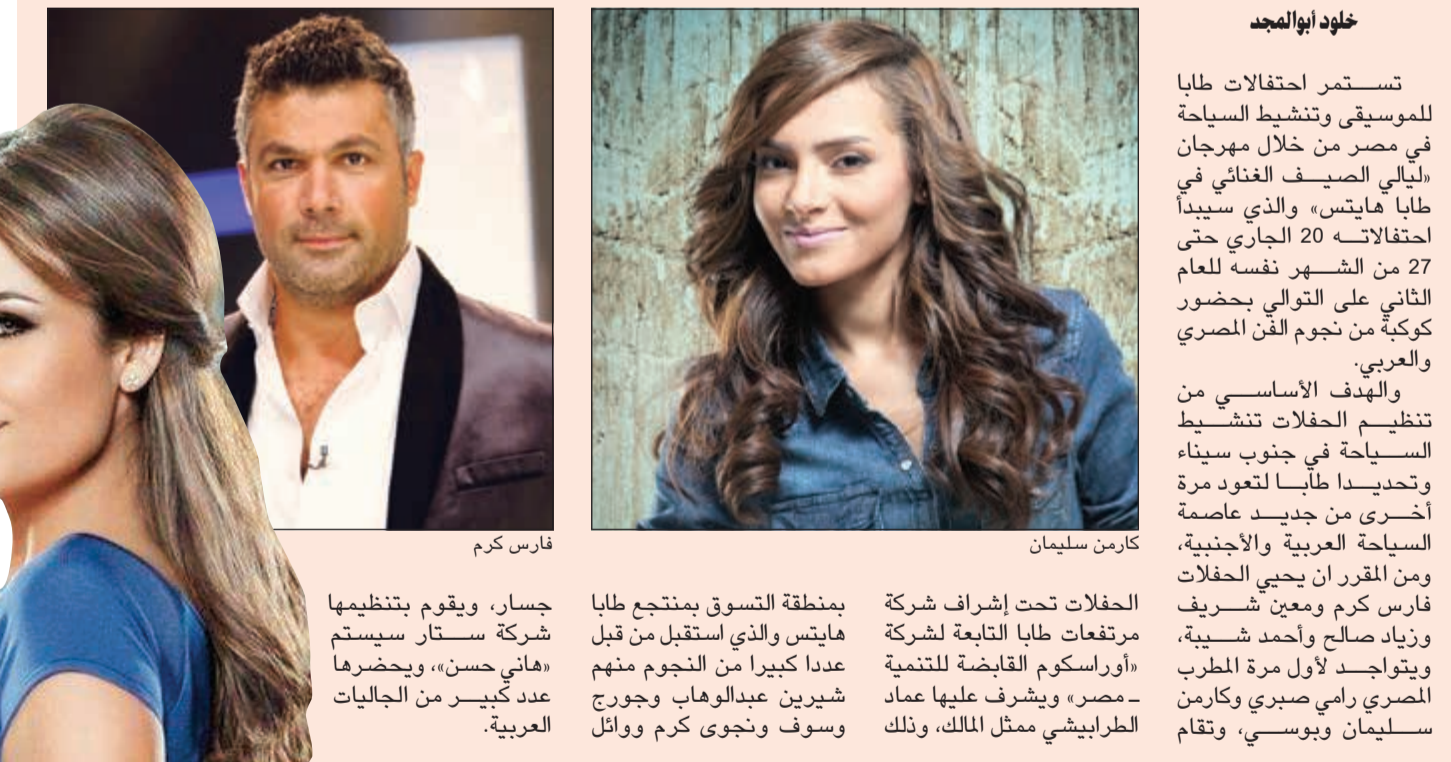 خلود أبوالمجد
تستمر احتفالات طابا
للموسيقى وتنشيط السياحة
في مصر من خلال مهرجان
«ليالي الصيف الغنائي في
طابا هايتس» والذي سيبدأ
احتفالاته 20 الجاري حتى
27 من الشهر نفسه للعام
الثاني على التوالي بحضور
كوكبة من نجوم الفن المصري
والعربي.
والهدف الأساسي من
تنظيم الحفلات تنشيط
السياحة في جنوب سيناء
وتحديدا طابا لتعود مرة
أخرى من جديد عاصمة
السياحة العربية والأجنبية،
ومن المقرر ان يحيي الحفلات
فارس كرم ومعين شريف
وزياد صالح وأحمد شيبة،
ويتواجد لأول مرة المطرب
المصري رامي صبري وكارمن
سليمان وبوسي، وتقام
كارمن سليمان
فارس كرم
الحفلات تحت إشراف شركة
مرتفعات طابا التابعة لشركة
«أوراسكوم القابضة للتنمية
ـ مصر» ويشرف عليها عماد
الطرابيشي ممثل المالك، وذلك
بمنطقة التسوق بمنتجع طابا
هايتس والذي استقبل من قبل
عددا كبيرا من النجوم منهم
شيرين عبدالوهاب وجورج
وسوف ونجوى كرم ووائل
جسار، ويقوم بتنظيمها
شركة ستار سيستم
«هاني حسن»، ويحضرها
عدد كبير من الجاليات
العربية.